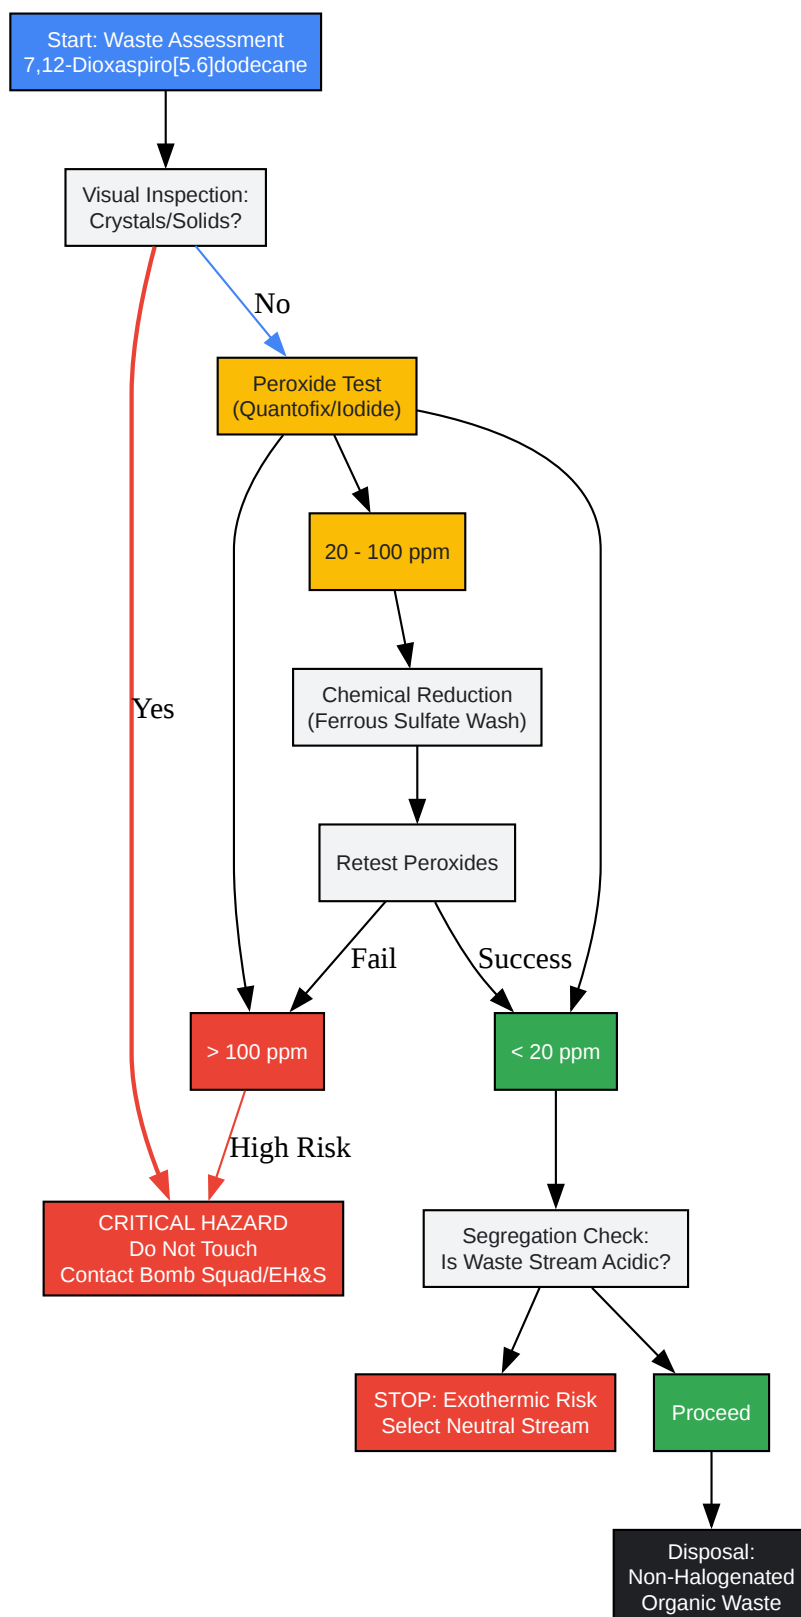 Start: Waste Assessment
7,12-Dioxaspiro[5.6]dodecane
Visual Inspection:
Crystals/Solids?
No
Peroxide Test
(Quantofix/Iodide)
20 - 100 ppm
Chemical Reduction
(Ferrous Sulfate Wash)
Yes
Retest Peroxides
Fail
Success
> 100 ppm
< 20 ppm
High Risk
CRITICAL HAZARD
Do Not Touch
Contact Bomb Squad/EH&S
Segregation Check:
Is Waste Stream Acidic?
STOP: Exothermic Risk
Select Neutral Stream
Proceed
Disposal:
Non-Halogenated
Organic Waste